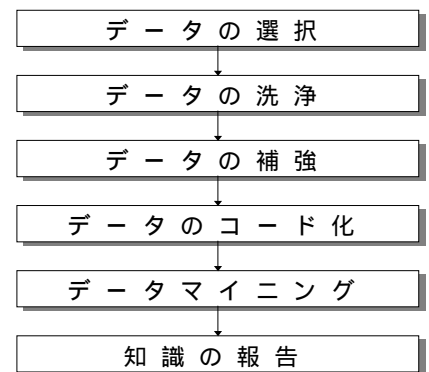 データの選択
データの洗浄
データの補強
データのコード化
データマイニング
知識の報告